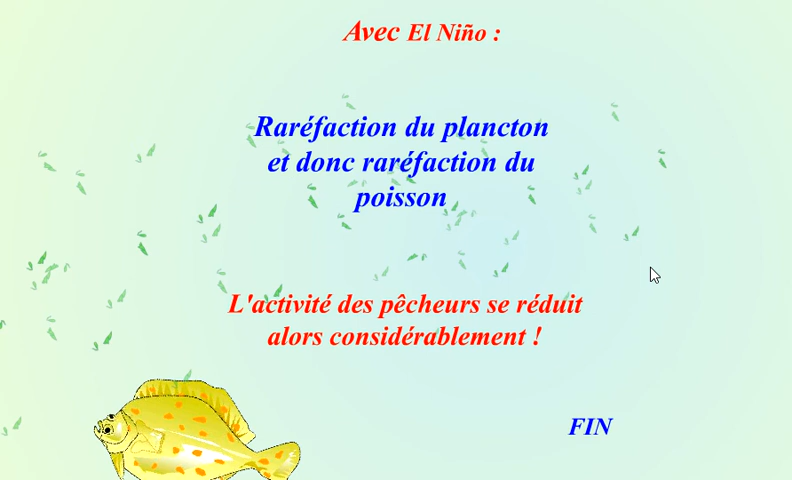 Avec El Niño :
Raréfaction du plancton
et donc raréfaction du
poisson
L'activité des pêcheurs se réduit
alors considérablement !
FIN